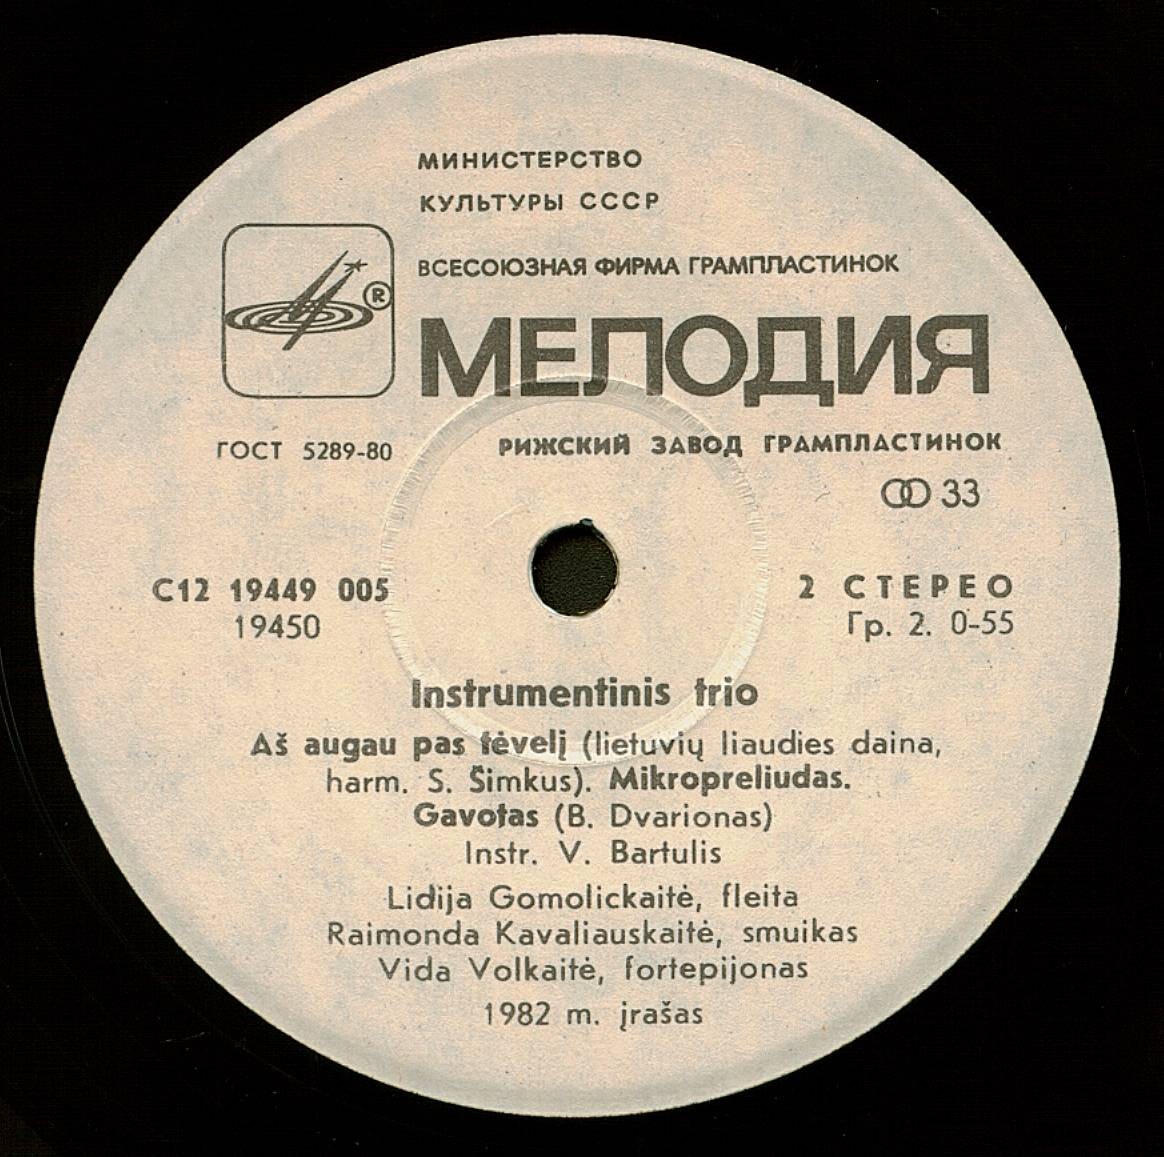 МИНИСТЕРСТВО
КУЛЬТУРЫ СССР
ВСЕСОЮЗНАЯ ФИРМА ГРАМПЛАСТИНОК
®
МЕЛОДИЯ
ГОСТ 5289-80
РИЖСКИЙ ЗАВОД ГРАМПЛАСТИНОК
33
С12 19449 005
19450
2 СТЕРЕО
Гр. 2. 0-55
Instrumentinis trio
Aš augau pas tėvelį (lietuvių liaudies daina,
harm. S. Šimkus). Mikropreliudas.
Gavotas (B. Dvarionas)
Instr. V. Bartulis
Lidija Gomolickaitė, fleita
Raimonda Kavaliauskaitė, smuikas
Vida Volkaitė, fortepijonas
1982 m. įrašas